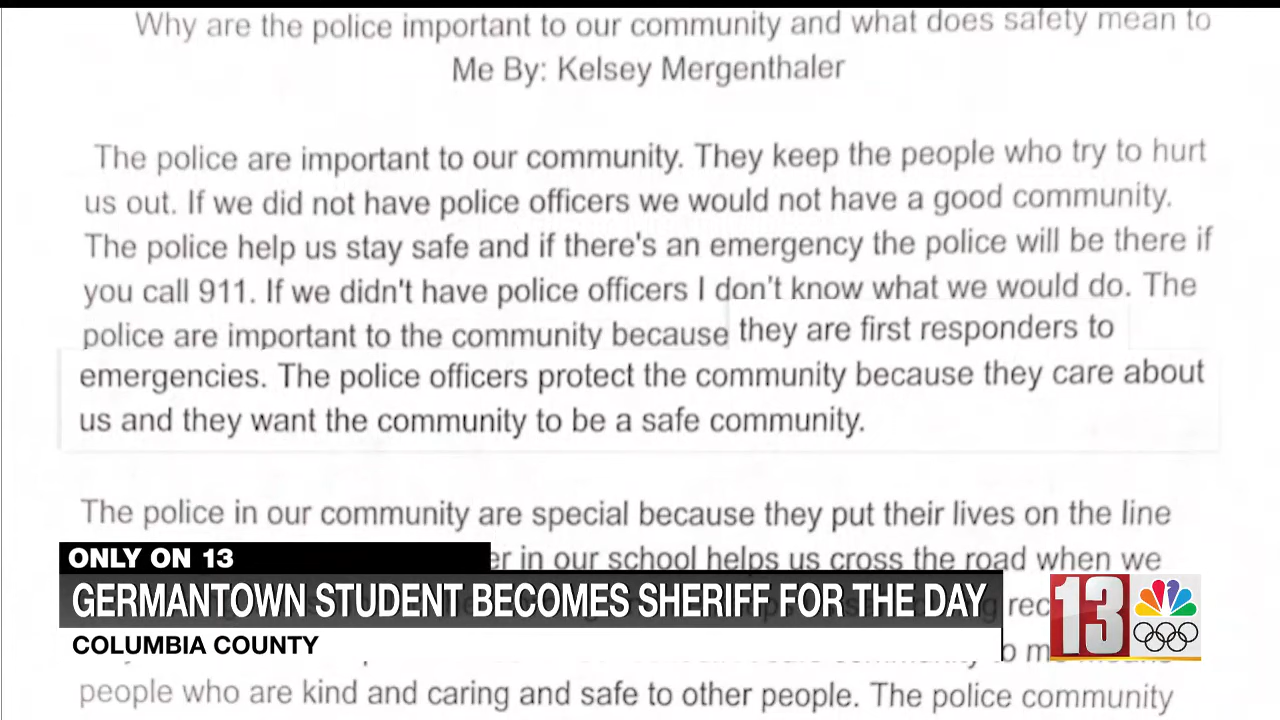 Why are the police important to our community and what does safety mean to
Me By: Kelsey Mergenthaler
The police are important to our community. They keep the people who try to hurt
us out. If we did not have police officers we would not have a good community.
The police help us stay safe and if there's an emergency the police will be there if
you call 911. If we didn't have police officers I don't know what we would do. The
police are important to the community because they are first responders to
emergencies. The police officers protect the community because they care about
us and they want the community to be a safe community.
The police in our community are special because they put their lives on the line
in our school helps us cross the road when we
people who are kind and caring and safe to other people. The police community
ONLY ON 13
GERMANTOWN STUDENT BECOMES SHERIFF FOR THE DAY
COLUMBIA COUNTY
13